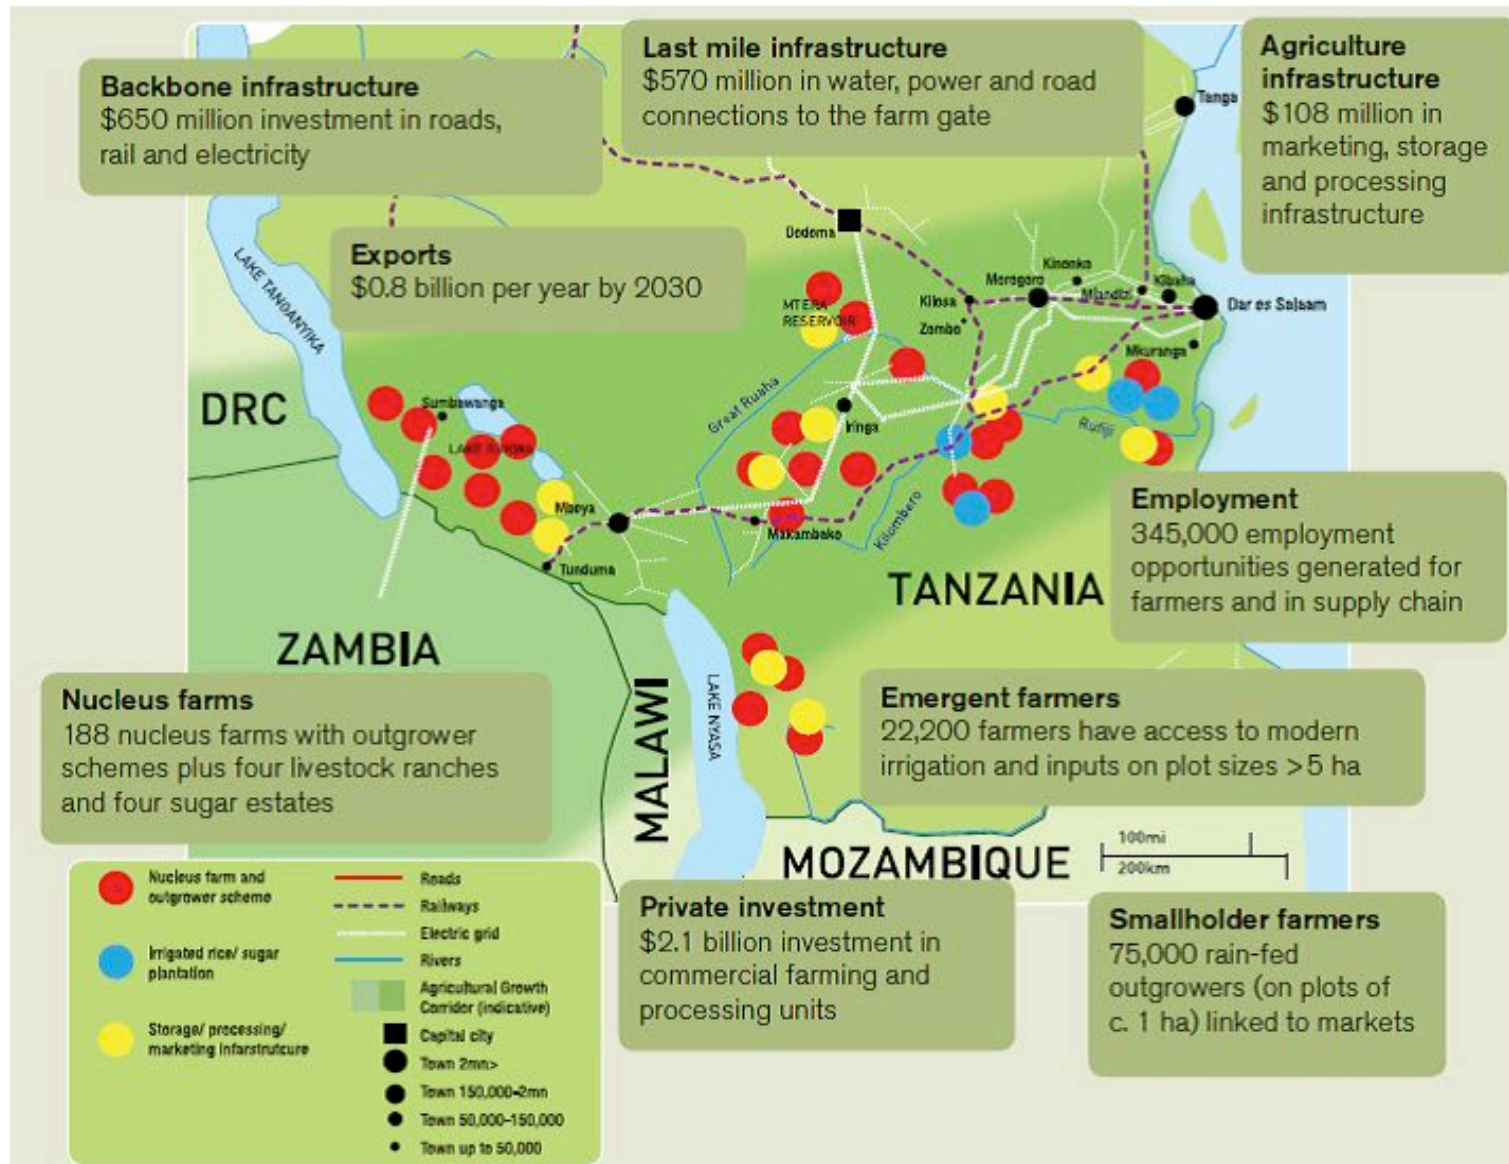 Backbone infrastructure
$650 million investment in roads,
rail and electricity
Last mile infrastructure
$570 million in water, power and road
connections to the farm gate
Agriculture
infrastructure
$108 million in
marketing, storage
and processing
infrastructure
Exports
$0.8 billion per year by 2030
Tanga
Dodoma
LAKE TANGANYIKA
MTERA
RESERVOIR
Kilosa
Zombo
Morogoro
Kinonko
Mlandizi
Kibaha
Dar es Salaam
Mkuranga
DRC
Sumbawanga
LAKE RUKWA
Great Ruaha
Iringa
Rufiji
Mbeya
Makambako
Kilombero
Tunduma
TANZANIA
Employment
345,000 employment
opportunities generated for
farmers and in supply chain
ZAMBIA
MALAWI
LAKE NYASA
Nucleus farms
188 nucleus farms with outgrower
schemes plus four livestock ranches
and four sugar estates
Emergent farmers
22,200 farmers have access to modern
irrigation and inputs on plot sizes >5 ha
MOZAMBIQUE
100mi
200km
Nucleus farm and
outgrower scheme
Irrigated rice/ sugar
plantation
Storage/ processing/
marketing infarstrutcure
Roads
Railways
Electric grid
Rivers
Agricultural Growth
Corridor (indicative)
Capital city
Town 2mn>
Town 150,000-2mn
Town 50,000-150,000
Town up to 50,000
Private investment
$2.1 billion investment in
commercial farming and
processing units
Smallholder farmers
75,000 rain-fed
outgrowers (on plots of
c. 1 ha) linked to markets